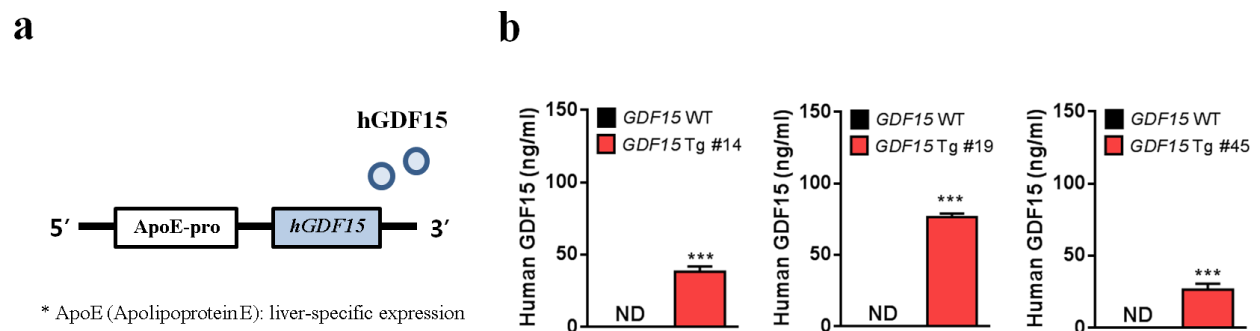 a
hGDF15
5′ ApoE-pro hGDF15 3′
* ApoE (Apolipoprotein E): liver-specific expression
b
Human GDF15 (ng/ml)
150
100
50
0
GDF15 WT
GDF15 Tg #14
***
ND
Human GDF15 (ng/ml)
150
100
50
0
GDF15 WT
GDF15 Tg #19
***
ND
Human GDF15 (ng/ml)
150
100
50
0
GDF15 WT
GDF15 Tg #45
***
ND